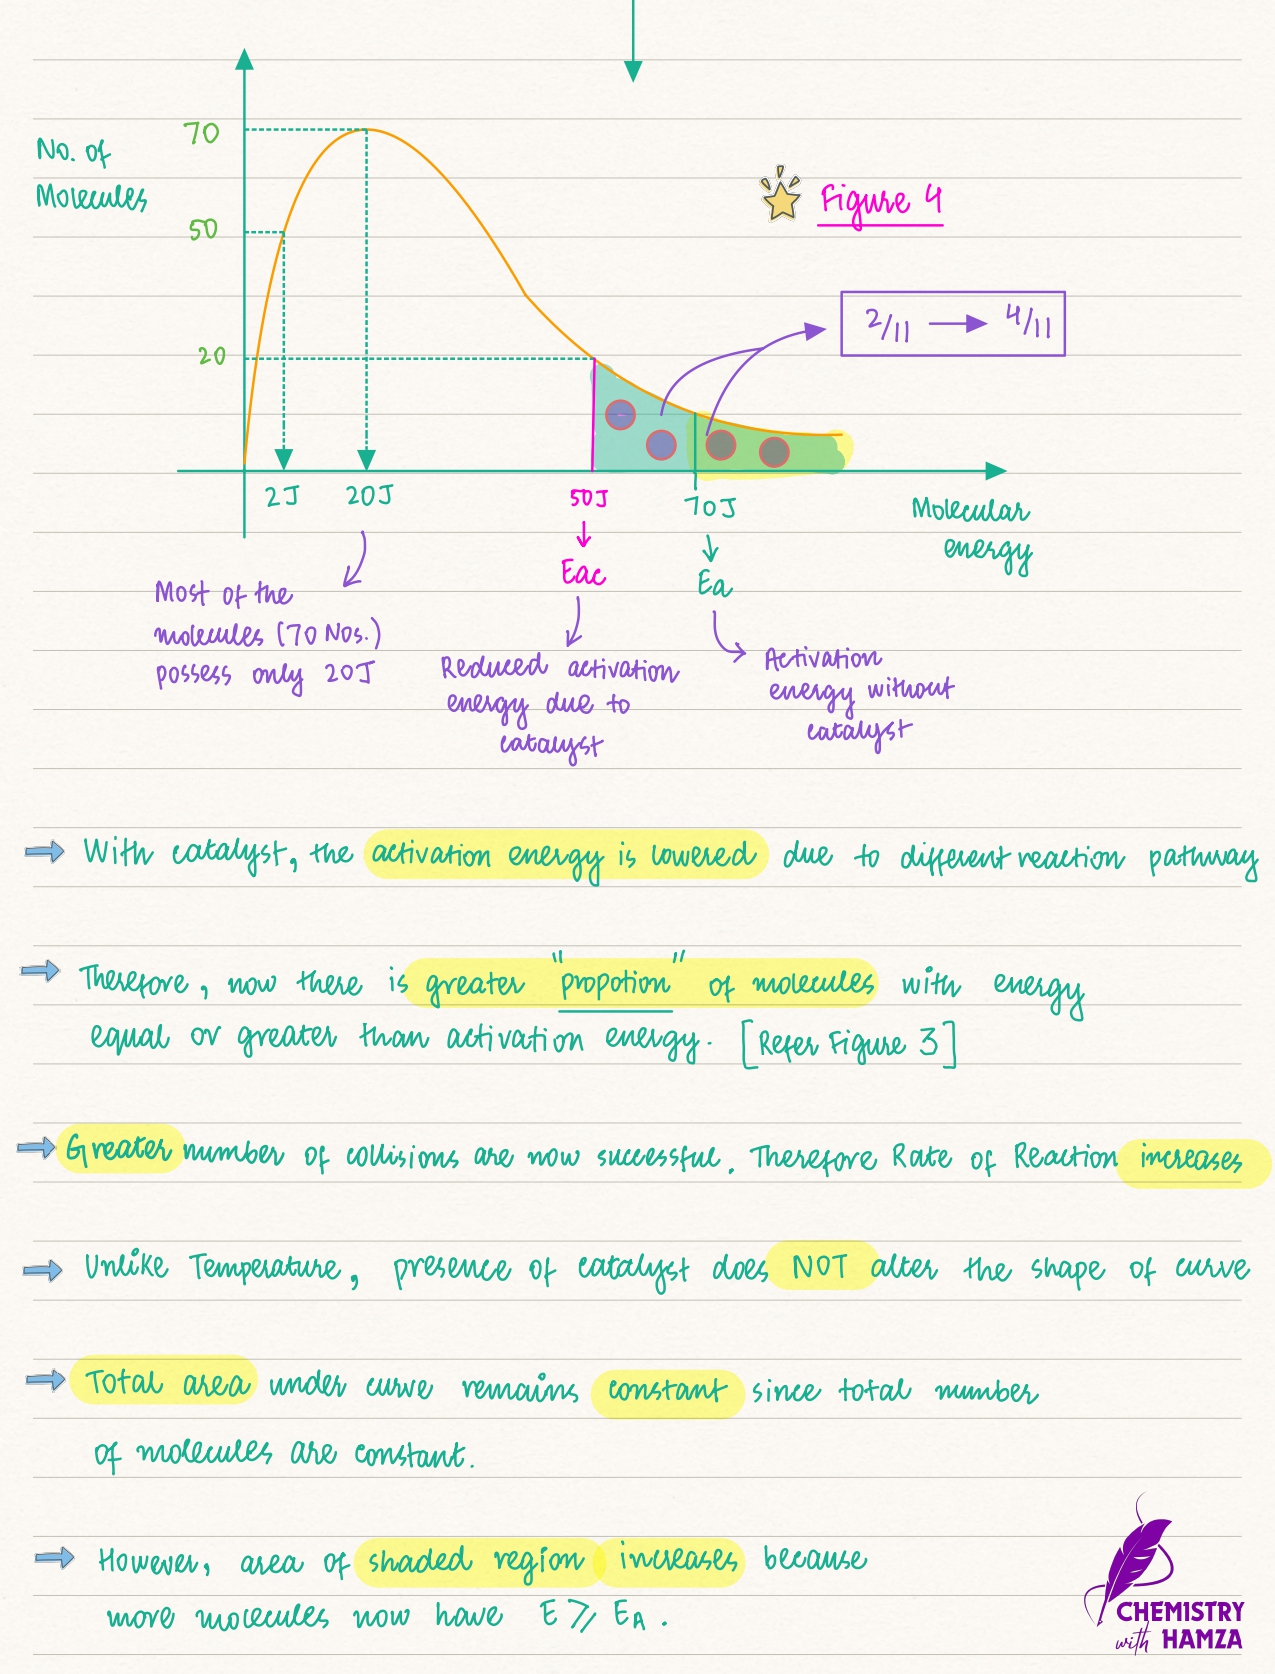 70
No. of
Molecules
50
20
Figure 4
2/11 → 4/11
2J
20J
50J
70J
Molecular
energy
Eac
Ea
Most of the
molecules (70 Nos.)
possess only 20J
Reduced activation
energy due to
catalyst
Activation
energy without
catalyst
With catalyst, the activation energy is lowered due to different reaction pathway
Therefore, now there is greater "propotion" of molecules with energy
equal or greater than activation energy. [Refer Figure 3]
Greater number of collisions are now successful. Therefore Rate of Reaction increases
Unlike Temperature, presence of catalyst does NOT alter the shape of curve
Total area under curve remains constant since total number
of molecules are constant.
However, area of shaded region increases because
more molecules now have E ⩾ EA.
CHEMISTRY
with HAMZA